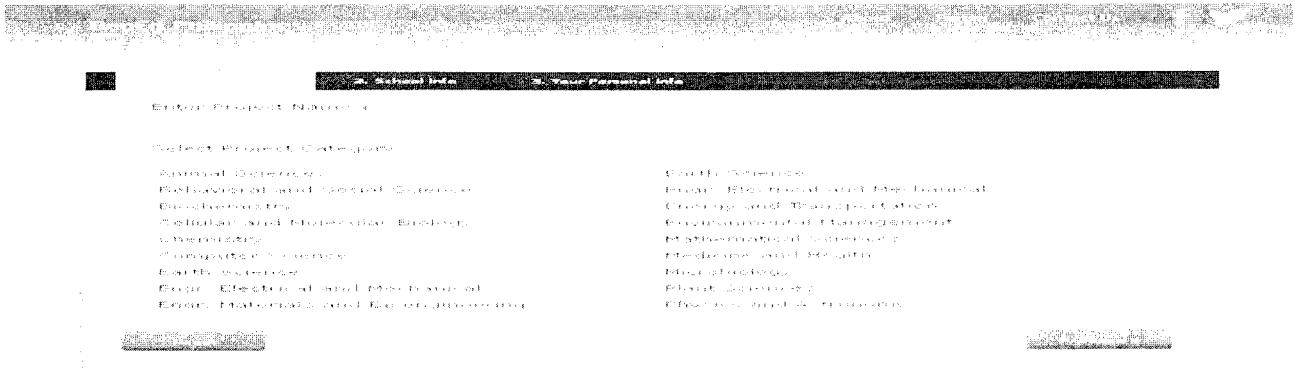 2. School Info 3. Your Personal Info
Enter Project Name
Select Project Category
Animal Sciences
Behavioral and Social Science
Biochemistry
Cellular and Molecular Biology
Chemistry
Computer Science
Earth Science
Engr. Electrical and Mechanical
Engr. Materials and Bioengineering
Earth Science
Engr. Electrical and Mechanical
Energy and Transportation
Environmental Management
Mathematical Sciences
Medicine and Health
Microbiology
Plant Sciences
Physics and Astronomy